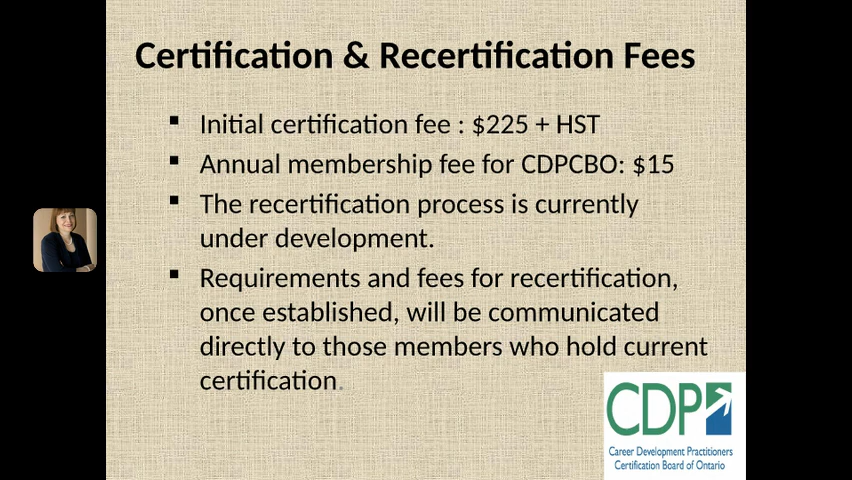 Certification & Recertification Fees
▪ Initial certification fee : $225 + HST
▪ Annual membership fee for CDPCBO: $15
▪ The recertification process is currently
under development.
▪ Requirements and fees for recertification,
once established, will be communicated
directly to those members who hold current
certification.
CDP
Career Development Practitioners
Certification Board of Ontario